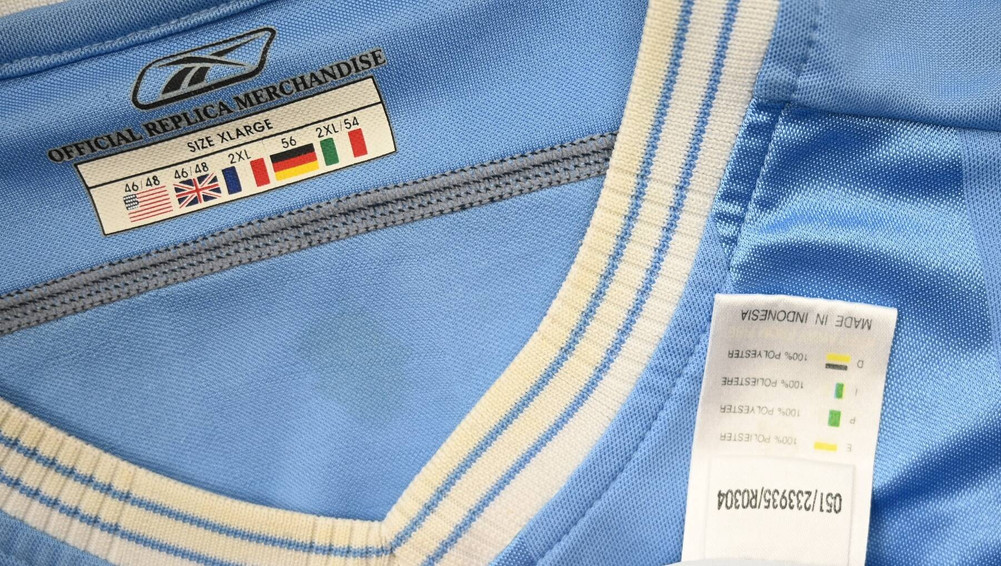 OFFICIAL REPLICA MERCHANDISE
SIZE XLARGE
46/48 46/48 2XL 56 2XL/54
MADE IN INDONESIA
D 100% POLYESTER
I 100% POLIESTERE
P 100% POLYESTER
E 100% POLIESTER
051/233935/R0304